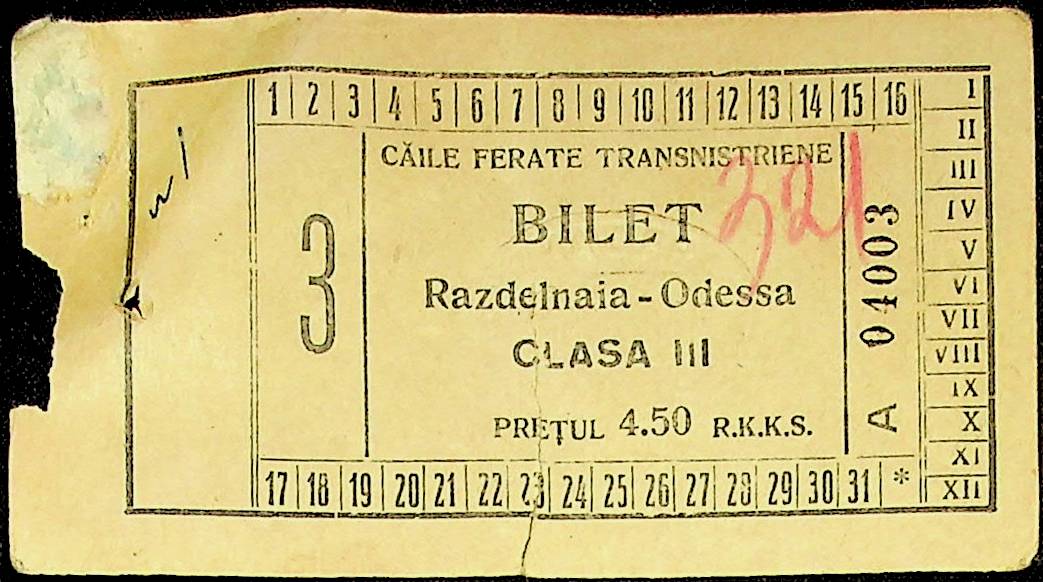 1 2 3 4 5 6 7 8 9 10 11 12 13 14 15 16
CĂILE FERATE TRANSNISTRIENE
321
BILET
3
Razdelnaia - Odessa
CLASA III
PREȚUL 4.50 R.K.K.S.
A 04003
17 18 19 20 21 22 23 24 25 26 27 28 29 30 31 *
I
II
III
IV
V
VI
VII
VIII
IX
X
XI
XII